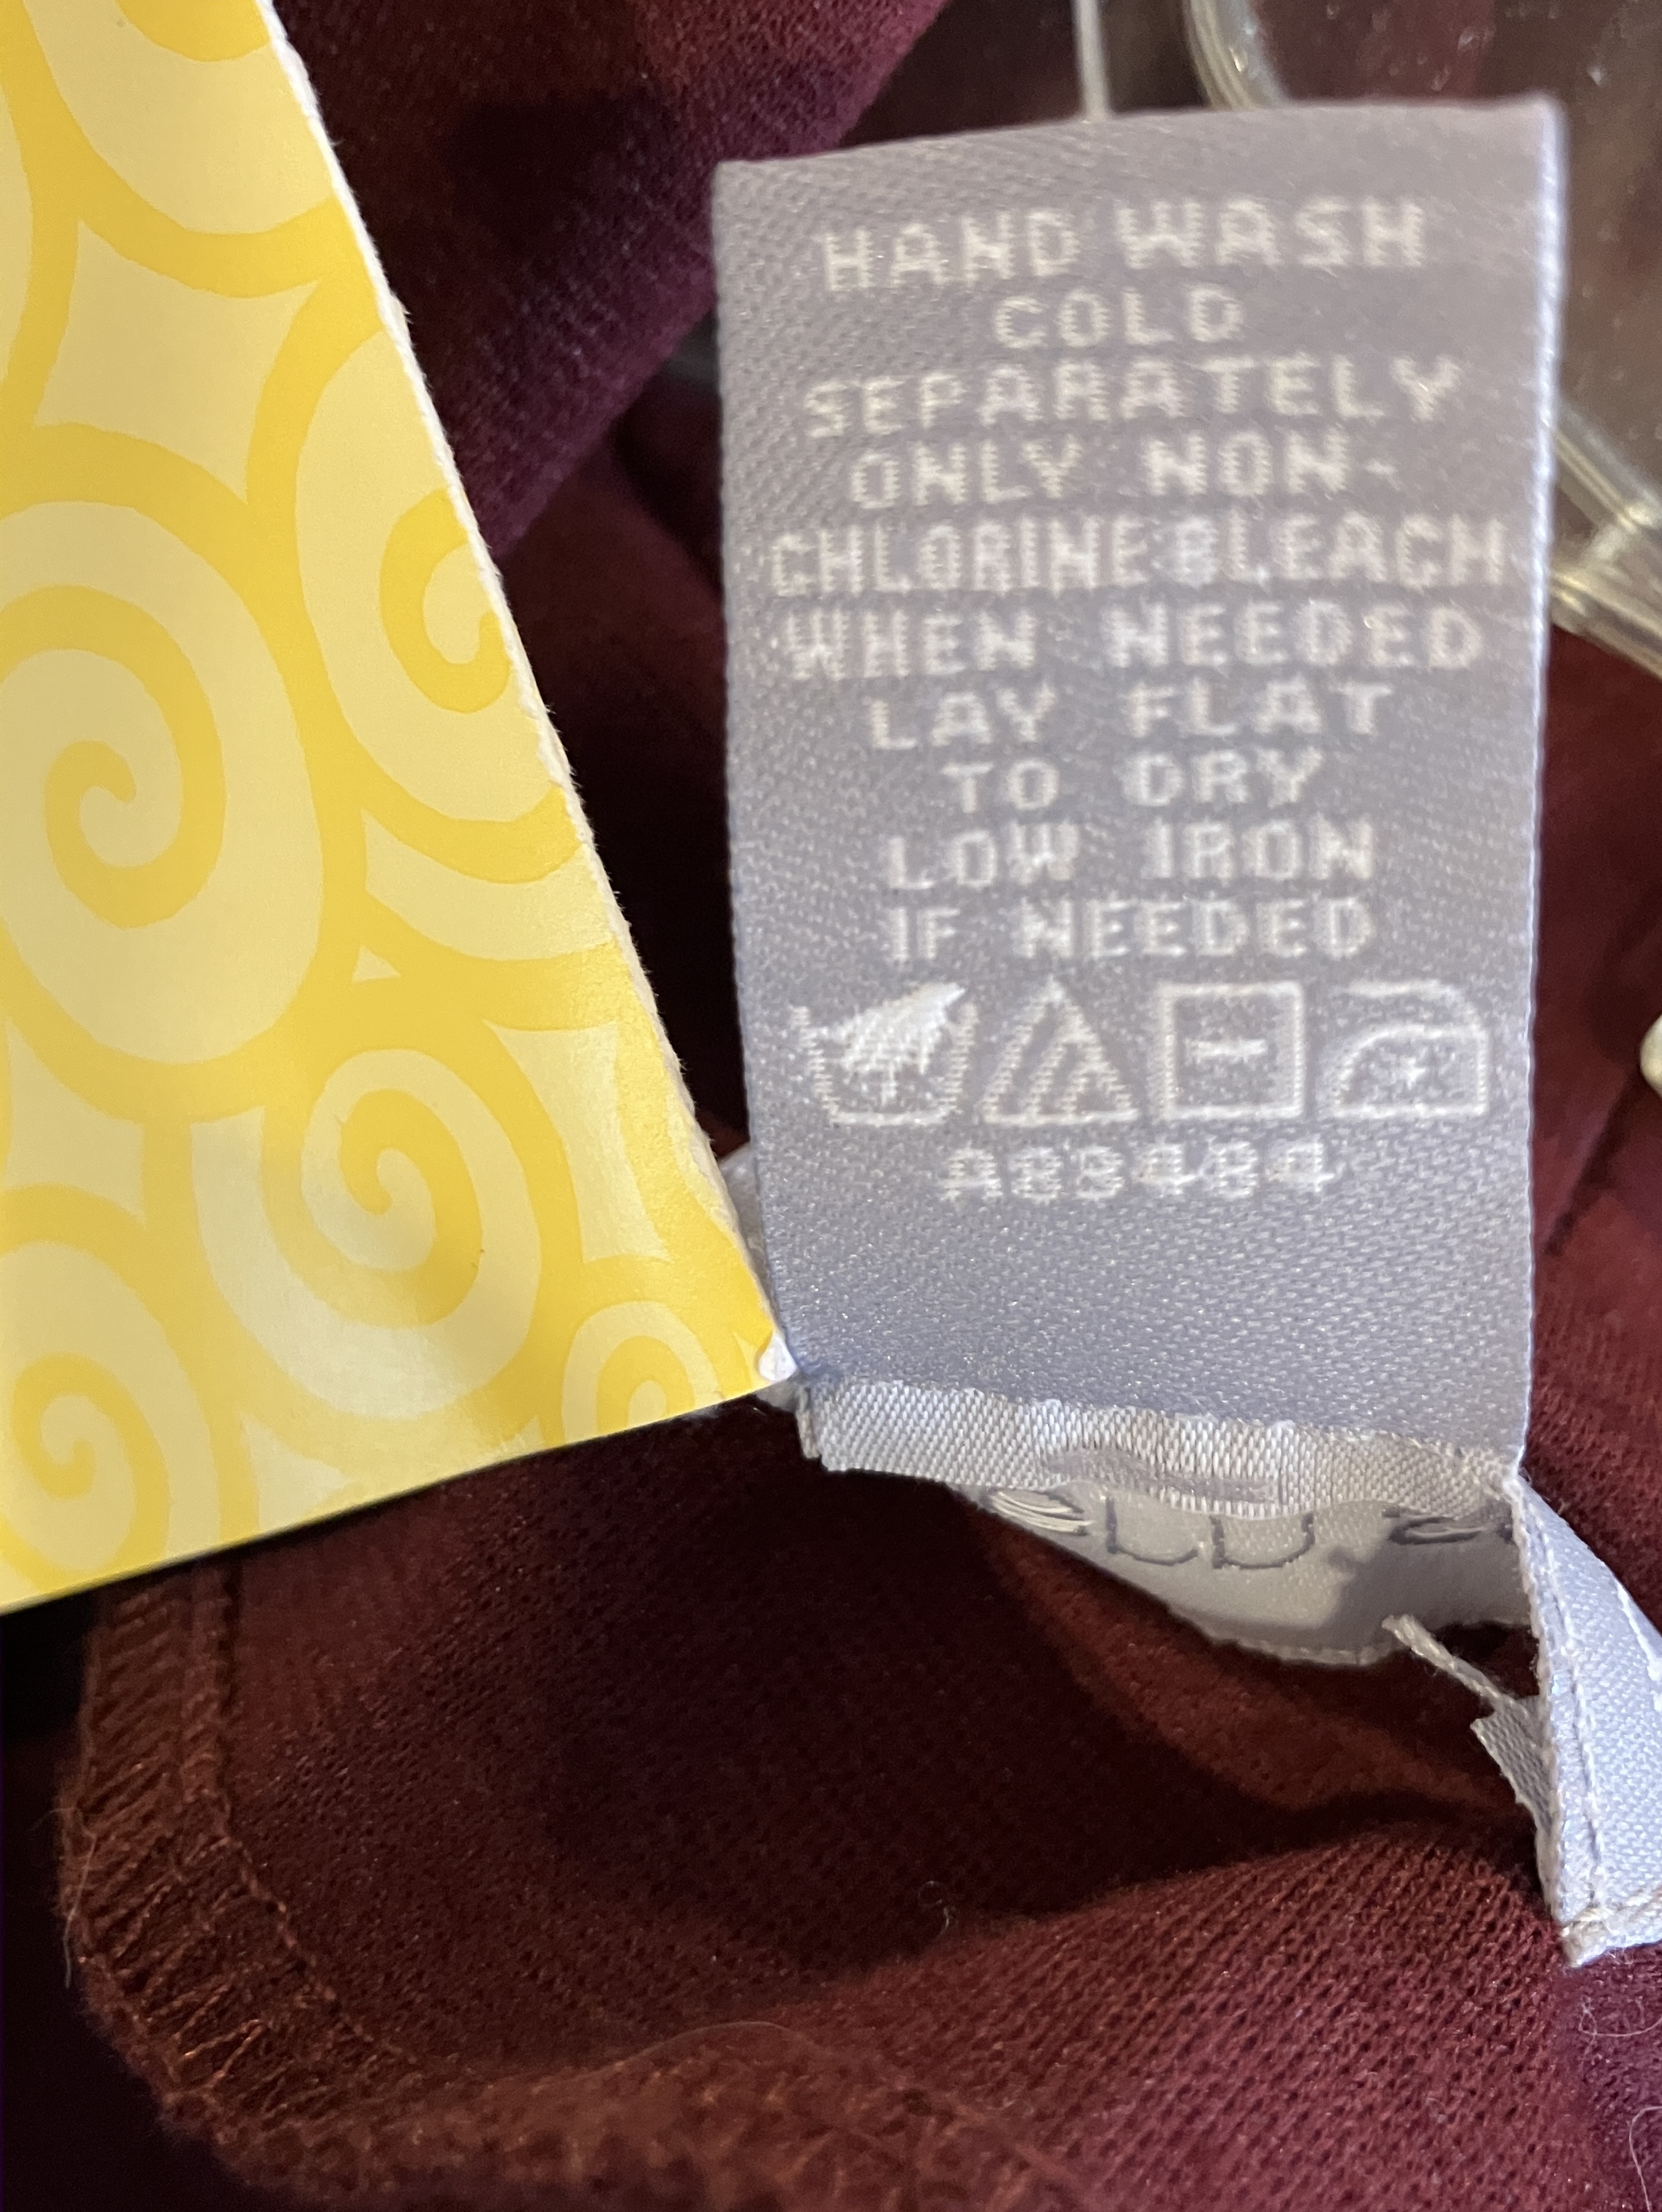 HAND WASH
COLD
SEPARATELY
ONLY NON-
CHLORINE BLEACH
WHEN NEEDED
LAY FLAT
TO DRY
LOW IRON
IF NEEDED